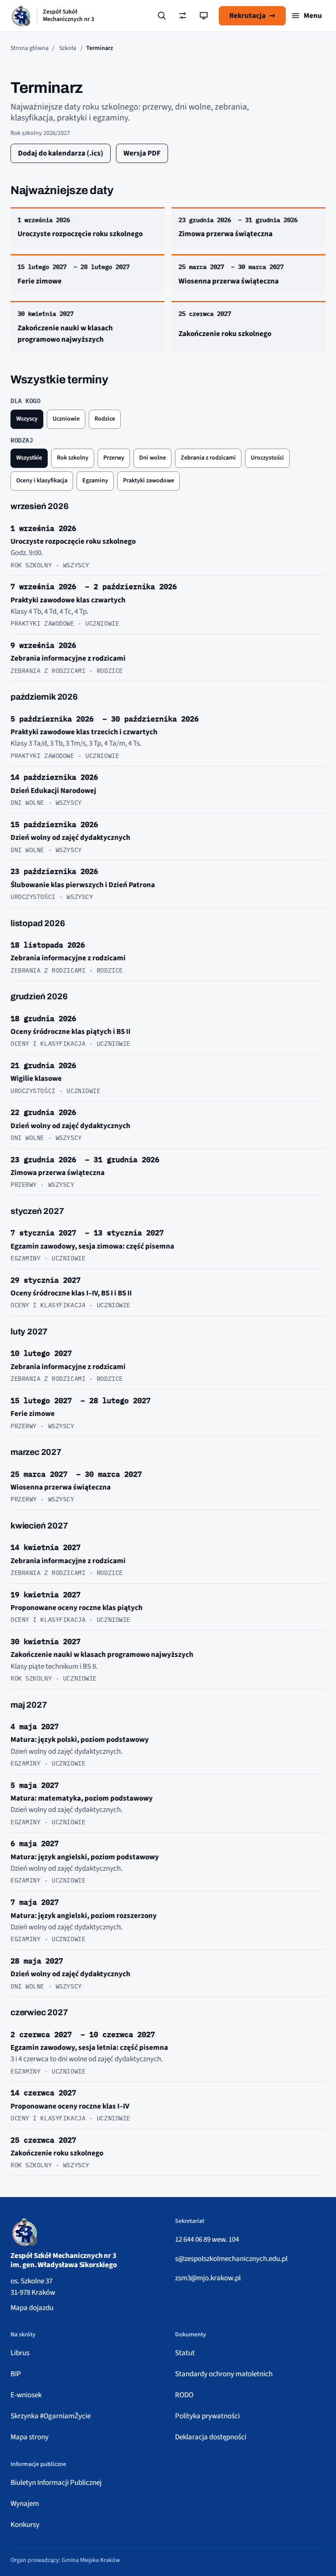 Zespół Szkół
Mechanicznych nr 3
Rekrutacja →
Menu
Strona główna / Szkoła / Terminarz
Terminarz
Najważniejsze daty roku szkolnego: przerwy, dni wolne, zebrania,
klasyfikacja, praktyki i egzaminy.
Rok szkolny 2026/2027
Dodaj do kalendarza (.ics)
Wersja PDF
Najważniejsze daty
1 września 2026
Uroczyste rozpoczęcie roku szkolnego
23 grudnia 2026 – 31 grudnia 2026
Zimowa przerwa świąteczna
15 lutego 2027 – 28 lutego 2027
Ferie zimowe
25 marca 2027 – 30 marca 2027
Wiosenna przerwa świąteczna
30 kwietnia 2027
Zakończenie nauki w klasach
programowo najwyższych
25 czerwca 2027
Zakończenie roku szkolnego
Wszystkie terminy
DLA KOGO
Wszyscy
Uczniowie
Rodzice
RODZAJ
Wszystkie
Rok szkolny
Przerwy
Dni wolne
Zebrania z rodzicami
Uroczystości
Oceny i klasyfikacja
Egzaminy
Praktyki zawodowe
wrzesień 2026
1 września 2026
Uroczyste rozpoczęcie roku szkolnego
Godz. 9:00.
ROK SZKOLNY · WSZYSCY
7 września 2026 – 2 października 2026
Praktyki zawodowe klas czwartych
Klasy 4 Tb, 4 Td, 4 Tc, 4 Tp.
PRAKTYKI ZAWODOWE · UCZNIOWIE
9 września 2026
Zebrania informacyjne z rodzicami
ZEBRANIA Z RODZICAMI · RODZICE
październik 2026
5 października 2026 – 30 października 2026
Praktyki zawodowe klas trzecich i czwartych
Klasy 3 Ta/d, 3 Tb, 3 Tm/s, 3 Tp, 4 Ta/m, 4 Ts.
PRAKTYKI ZAWODOWE · UCZNIOWIE
14 października 2026
Dzień Edukacji Narodowej
DNI WOLNE · WSZYSCY
15 października 2026
Dzień wolny od zajęć dydaktycznych
DNI WOLNE · WSZYSCY
23 października 2026
Ślubowanie klas pierwszych i Dzień Patrona
UROCZYSTOŚCI · WSZYSCY
listopad 2026
18 listopada 2026
Zebrania informacyjne z rodzicami
ZEBRANIA Z RODZICAMI · RODZICE
grudzień 2026
18 grudnia 2026
Oceny śródroczne klas piątych i BS II
OCENY I KLASYFIKACJA · UCZNIOWIE
21 grudnia 2026
Wigilie klasowe
UROCZYSTOŚCI · UCZNIOWIE
22 grudnia 2026
Dzień wolny od zajęć dydaktycznych
DNI WOLNE · WSZYSCY
23 grudnia 2026 – 31 grudnia 2026
Zimowa przerwa świąteczna
PRZERWY · WSZYSCY
styczeń 2027
7 stycznia 2027 – 13 stycznia 2027
Egzamin zawodowy, sesja zimowa: część pisemna
EGZAMINY · UCZNIOWIE
29 stycznia 2027
Oceny śródroczne klas I–IV, BS I i BS II
OCENY I KLASYFIKACJA · UCZNIOWIE
luty 2027
10 lutego 2027
Zebrania informacyjne z rodzicami
ZEBRANIA Z RODZICAMI · RODZICE
15 lutego 2027 – 28 lutego 2027
Ferie zimowe
PRZERWY · WSZYSCY
marzec 2027
25 marca 2027 – 30 marca 2027
Wiosenna przerwa świąteczna
PRZERWY · WSZYSCY
kwiecień 2027
14 kwietnia 2027
Zebrania informacyjne z rodzicami
ZEBRANIA Z RODZICAMI · RODZICE
19 kwietnia 2027
Proponowane oceny roczne klas piątych
OCENY I KLASYFIKACJA · UCZNIOWIE
30 kwietnia 2027
Zakończenie nauki w klasach programowo najwyższych
Klasy piąte technikum i BS II.
ROK SZKOLNY · UCZNIOWIE
maj 2027
4 maja 2027
Matura: język polski, poziom podstawowy
Dzień wolny od zajęć dydaktycznych.
EGZAMINY · UCZNIOWIE
5 maja 2027
Matura: matematyka, poziom podstawowy
Dzień wolny od zajęć dydaktycznych.
EGZAMINY · UCZNIOWIE
6 maja 2027
Matura: język angielski, poziom podstawowy
Dzień wolny od zajęć dydaktycznych.
EGZAMINY · UCZNIOWIE
7 maja 2027
Matura: język angielski, poziom rozszerzony
Dzień wolny od zajęć dydaktycznych.
EGZAMINY · UCZNIOWIE
28 maja 2027
Dzień wolny od zajęć dydaktycznych
DNI WOLNE · WSZYSCY
czerwiec 2027
2 czerwca 2027 – 10 czerwca 2027
Egzamin zawodowy, sesja letnia: część pisemna
3 i 4 czerwca to dni wolne od zajęć dydaktycznych.
EGZAMINY · UCZNIOWIE
14 czerwca 2027
Proponowane oceny roczne klas I–IV
OCENY I KLASYFIKACJA · UCZNIOWIE
25 czerwca 2027
Zakończenie roku szkolnego
ROK SZKOLNY · WSZYSCY
Zespół Szkół Mechanicznych nr 3
im. gen. Władysława Sikorskiego
os. Szkolne 37
31-978 Kraków
Mapa dojazdu
Sekretariat
12 644 06 89 wew. 104
s@zespolszkolmechanicznych.edu.pl
zsm3@mjo.krakow.pl
Na skróty
Librus
BIP
E-wniosek
Skrzynka #OgarniamŻycie
Mapa strony
Dokumenty
Statut
Standardy ochrony małoletnich
RODO
Polityka prywatności
Deklaracja dostępności
Informacje publiczne
Biuletyn Informacji Publicznej
Wynajem
Konkursy
Organ prowadzący: Gmina Miejska Kraków